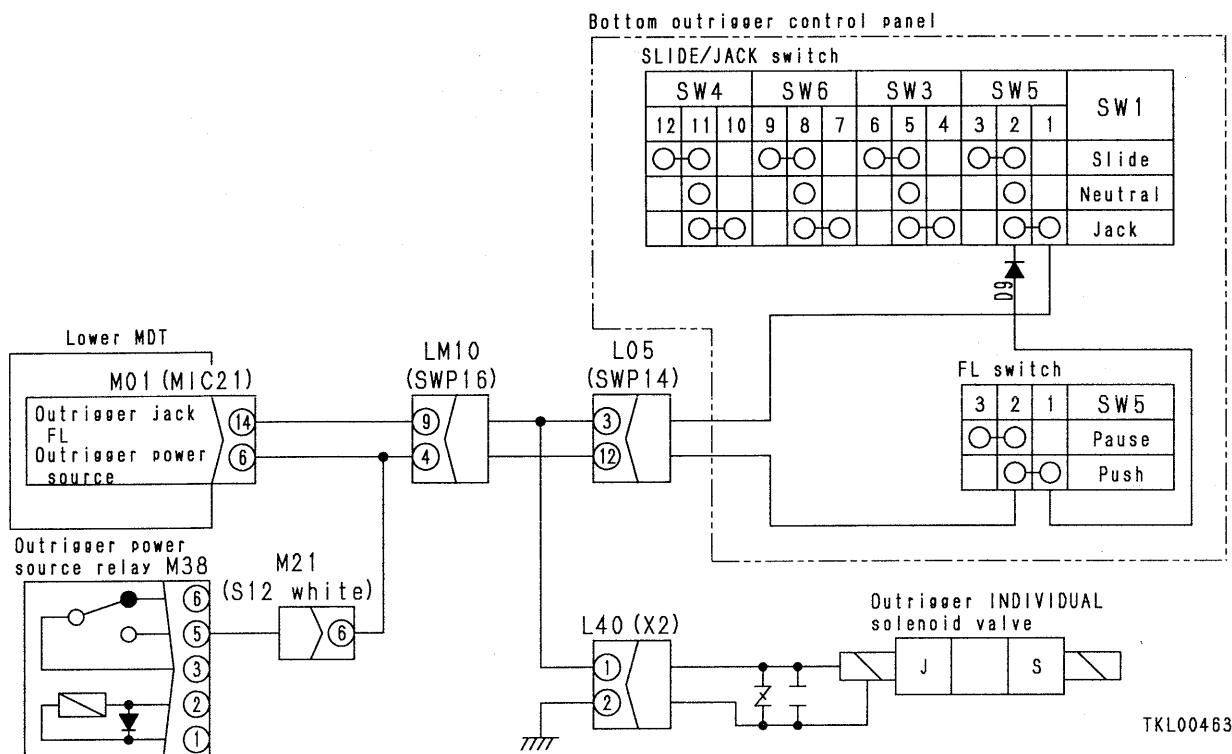 Bottom outrigger control panel
SLIDE/JACK switch
SW4 SW6 SW3 SW5 SW1
12 11 10 9 8 7 6 5 4 3 2 1
Slide
Neutral
Jack
D9
Lower MDT
M01 (MIC21)
Outrigger jack
FL
Outrigger power
source
14
6
LM10
(SWP16)
9
4
L05
(SWP14)
3
12
FL switch
3 2 1 SW5
Pause
Push
Outrigger power
source relay M38
6
5
3
2
1
M21
(S12 white)
6
L40 (X2)
1
2
Outrigger INDIVIDUAL
solenoid valve
J S
TKL00463